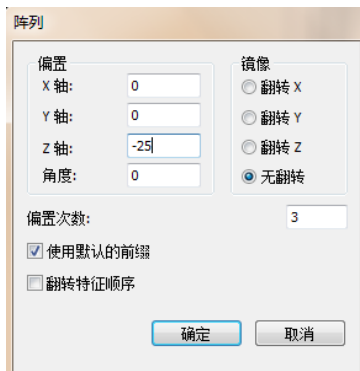 阵列
偏置
镜像
X 轴: 0
翻转 X
Y 轴: 0
翻转 Y
Z 轴: -25
翻转 Z
角度: 0
无翻转
偏置次数: 3
使用默认的前缀
翻转特征顺序
确定
取消